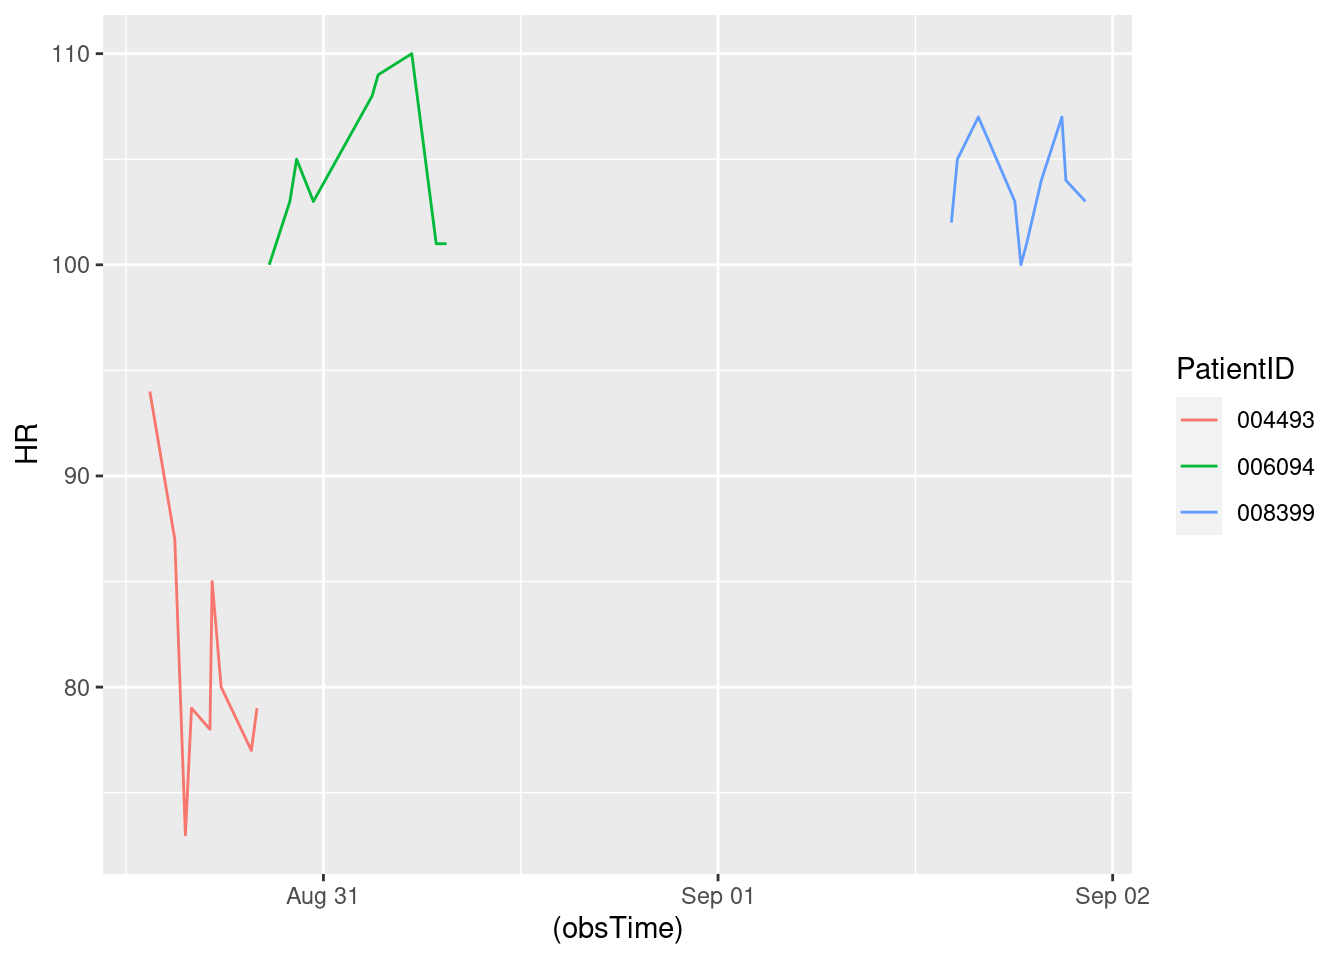 110
100
90
80
HR
Aug 31
Sep 01
Sep 02
(obsTime)
PatientID
004493
006094
008399